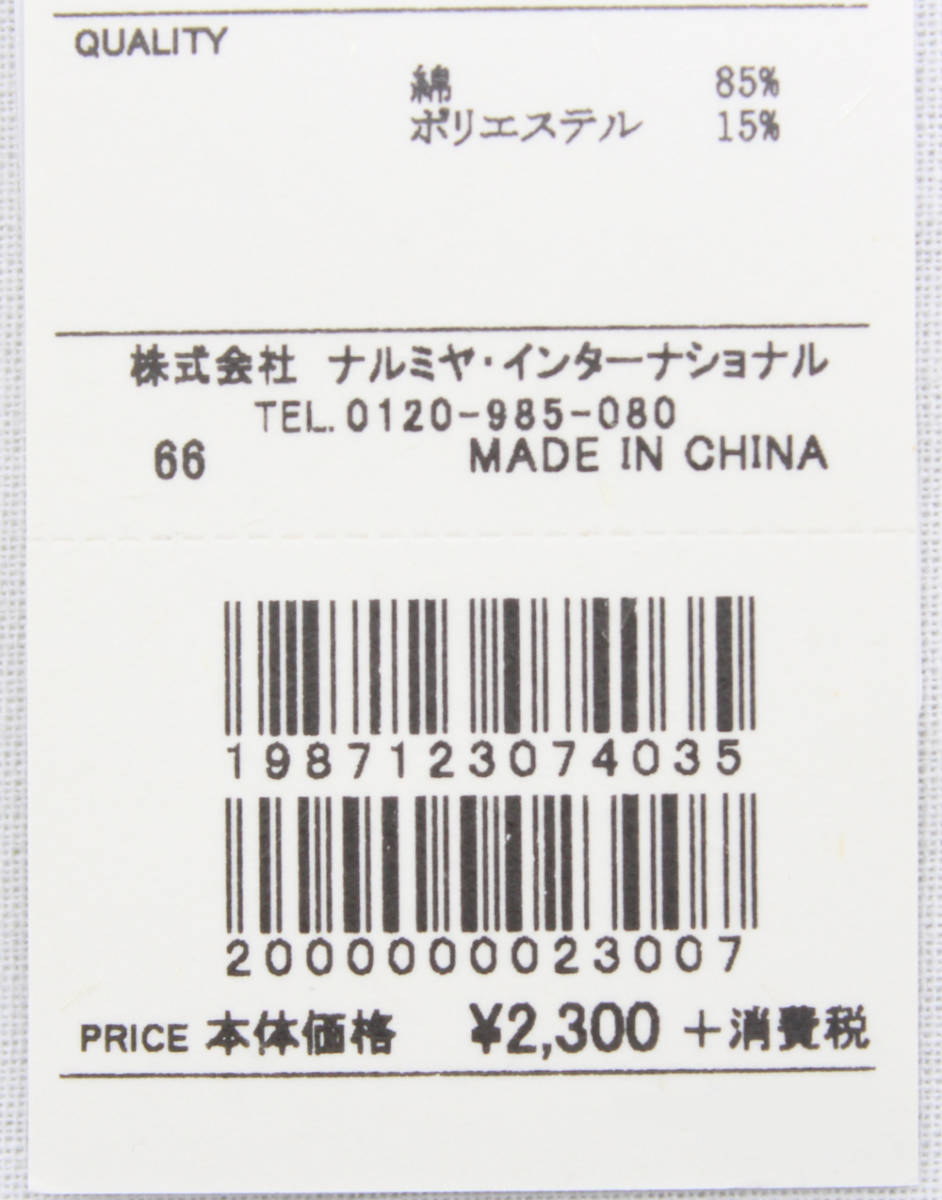 QUALITY
綿 85%
ポリエステル 15%
株式会社 ナルミヤ・インターナショナル
TEL.0120-985-080
66 MADE IN CHINA
1987123074035
2000000023007
PRICE 本体価格 ¥2,300 +消費税